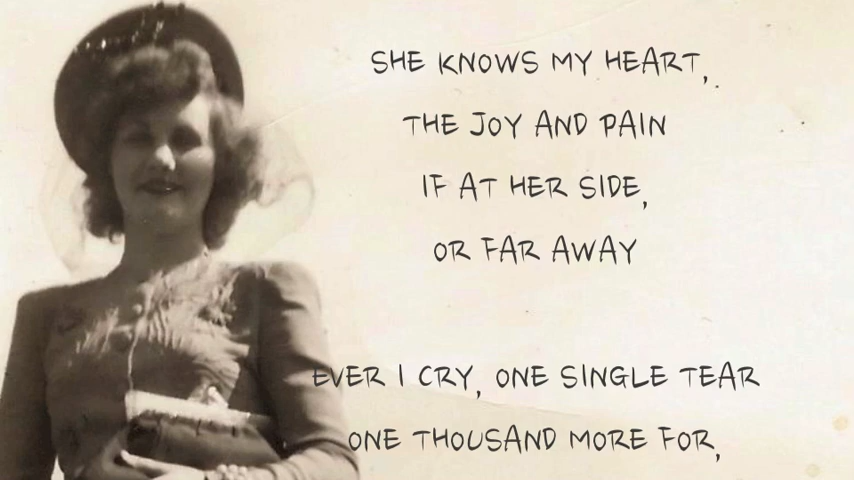 SHE KNOWS MY HEART,
THE JOY AND PAIN
IF AT HER SIDE,
OR FAR AWAY
EVER I CRY, ONE SINGLE TEAR
ONE THOUSAND MORE FOR,